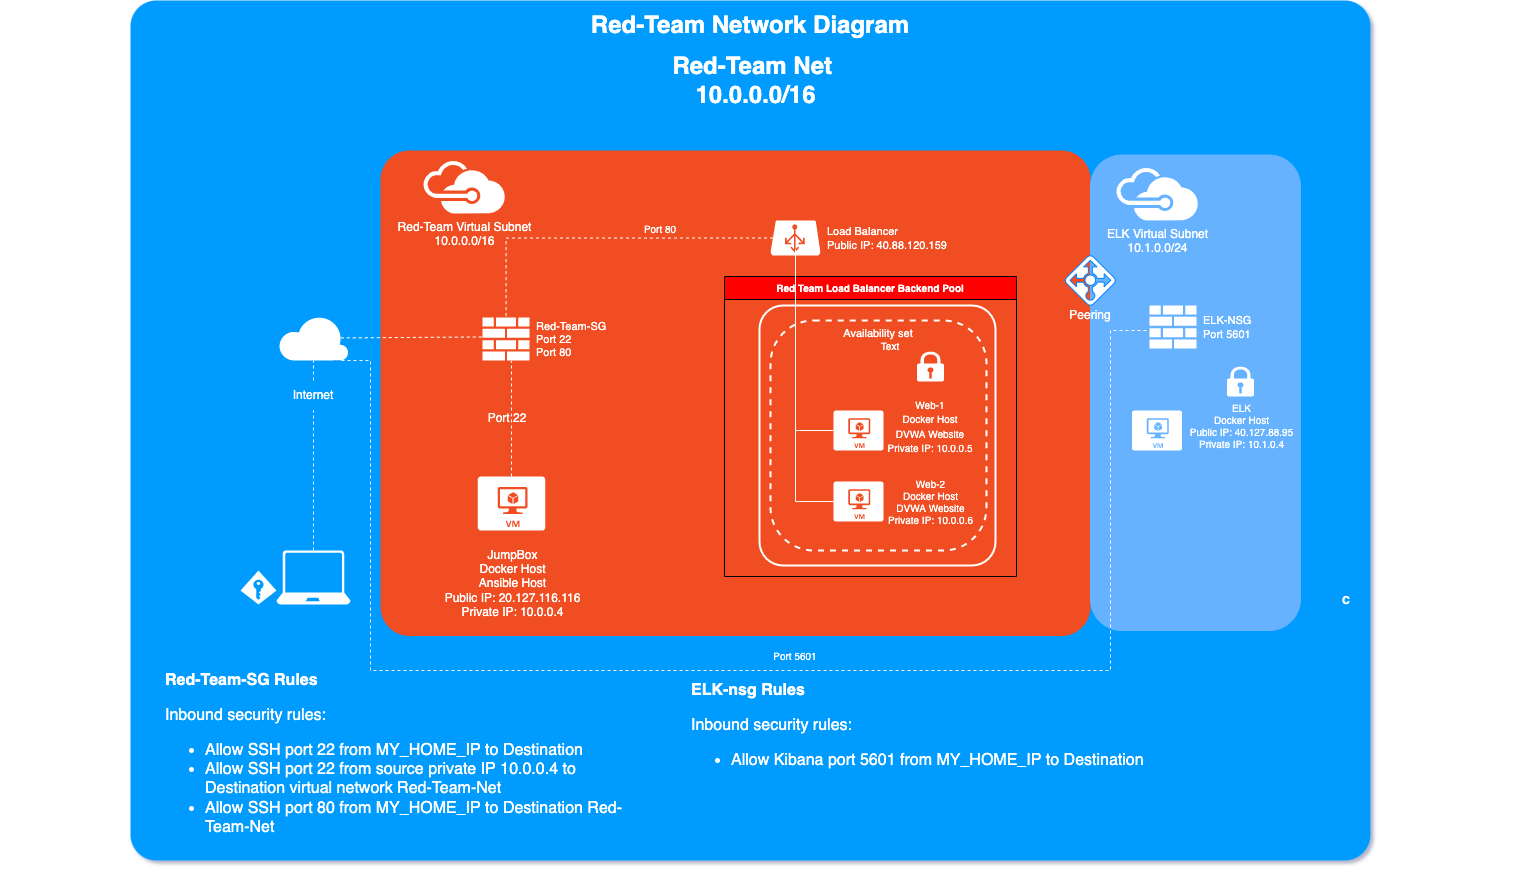 Red-Team Network Diagram
Red-Team Net
10.0.0.0/16
Red-Team Virtual Subnet
10.0.0.0/16
Port 80
Load Balancer
Public IP: 40.88.120.159
ELK Virtual Subnet
10.1.0.0/24
Peering
Red Team Load Balancer Backend Pool
Red-Team-SG
Port 22
Port 80
ELK-NSG
Port 5601
Availability set
Text
Internet
Port 22
Web-1
Docker Host
DVWA Website
Private IP: 10.0.0.5
VM
ELK
Docker Host
Public IP: 40.127.88.95
Private IP: 10.1.0.4
VM
Web-2
Docker Host
DVWA Website
Private IP: 10.0.0.6
VM
VM
JumpBox
Docker Host
Ansible Host
Public IP: 20.127.116.116
Private IP: 10.0.0.4
C
Port 5601
Red-Team-SG Rules
Inbound security rules:
• Allow SSH port 22 from MY_HOME_IP to Destination
• Allow SSH port 22 from source private IP 10.0.0.4 to
Destination virtual network Red-Team-Net
• Allow SSH port 80 from MY_HOME_IP to Destination Red-
Team-Net
ELK-nsg Rules
Inbound security rules:
• Allow Kibana port 5601 from MY_HOME_IP to Destination